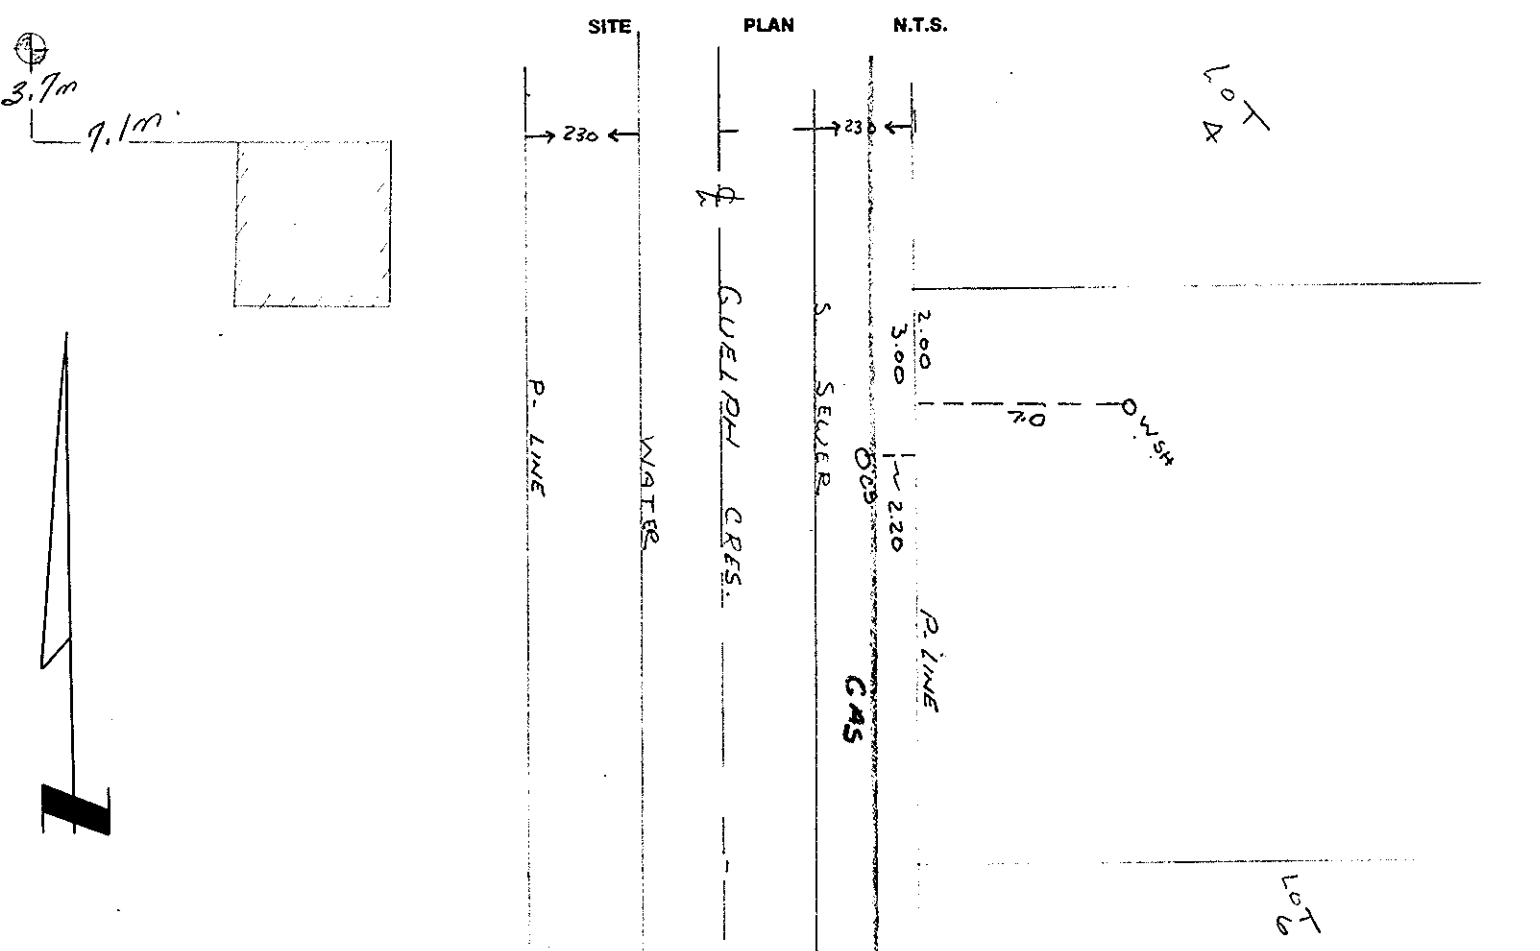 SITE PLAN N.T.S.
3.7m
7.1m
230
230
LOT 4
GUELPH CRES.
S SEWER
2.00
3.00
7.0
WSH
P- LINE
WATER
2.20
P. LINE
GAS
LOT 6